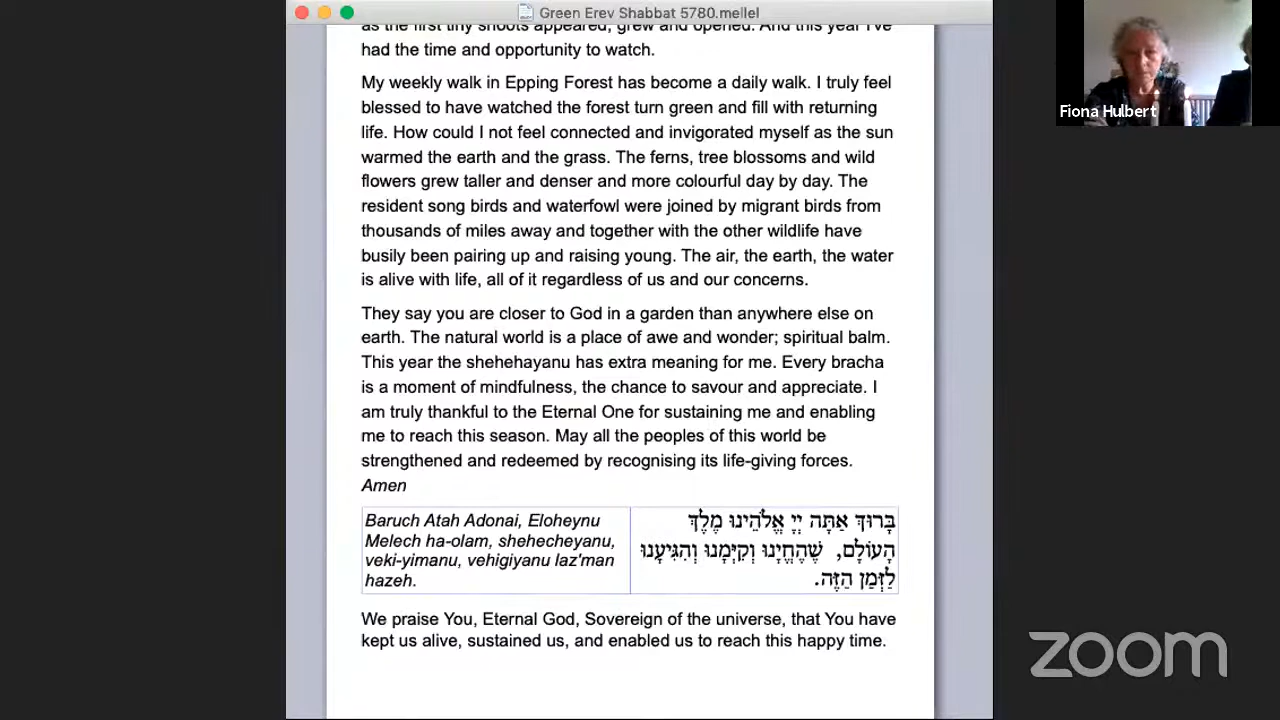 Green Erev Shabbat 5780.mellel
as the first tiny shoots appeared, grew and opened. And this year I've
had the time and opportunity to watch.
My weekly walk in Epping Forest has become a daily walk. I truly feel
blessed to have watched the forest turn green and fill with returning
life. How could I not feel connected and invigorated myself as the sun
warmed the earth and the grass. The ferns, tree blossoms and wild
flowers grew taller and denser and more colourful day by day. The
resident song birds and waterfowl were joined by migrant birds from
thousands of miles away and together with the other wildlife have
busily been pairing up and raising young. The air, the earth, the water
is alive with life, all of it regardless of us and our concerns.
They say you are closer to God in a garden than anywhere else on
earth. The natural world is a place of awe and wonder; spiritual balm.
This year the shehehayanu has extra meaning for me. Every bracha
is a moment of mindfulness, the chance to savour and appreciate. I
am truly thankful to the Eternal One for sustaining me and enabling
me to reach this season. May all the peoples of this world be
strengthened and redeemed by recognising its life-giving forces.
Amen
Baruch Atah Adonai, Eloheynu
Melech ha-olam, shehecheyanu,
veki-yimanu, vehigiyanu laz'man
hazeh.
בָּרוּךְ אַתָּה יְיָ אֱלֹהֵינוּ מֶלֶךְ
הָעוֹלָם, שֶׁהֶחֱיָנוּ וְקִיְּמָנוּ וְהִגִּיעָנוּ
לַזְּמַן הַזֶּה.
We praise You, Eternal God, Sovereign of the universe, that You have
kept us alive, sustained us, and enabled us to reach this happy time.
Fiona Hulbert
zoom